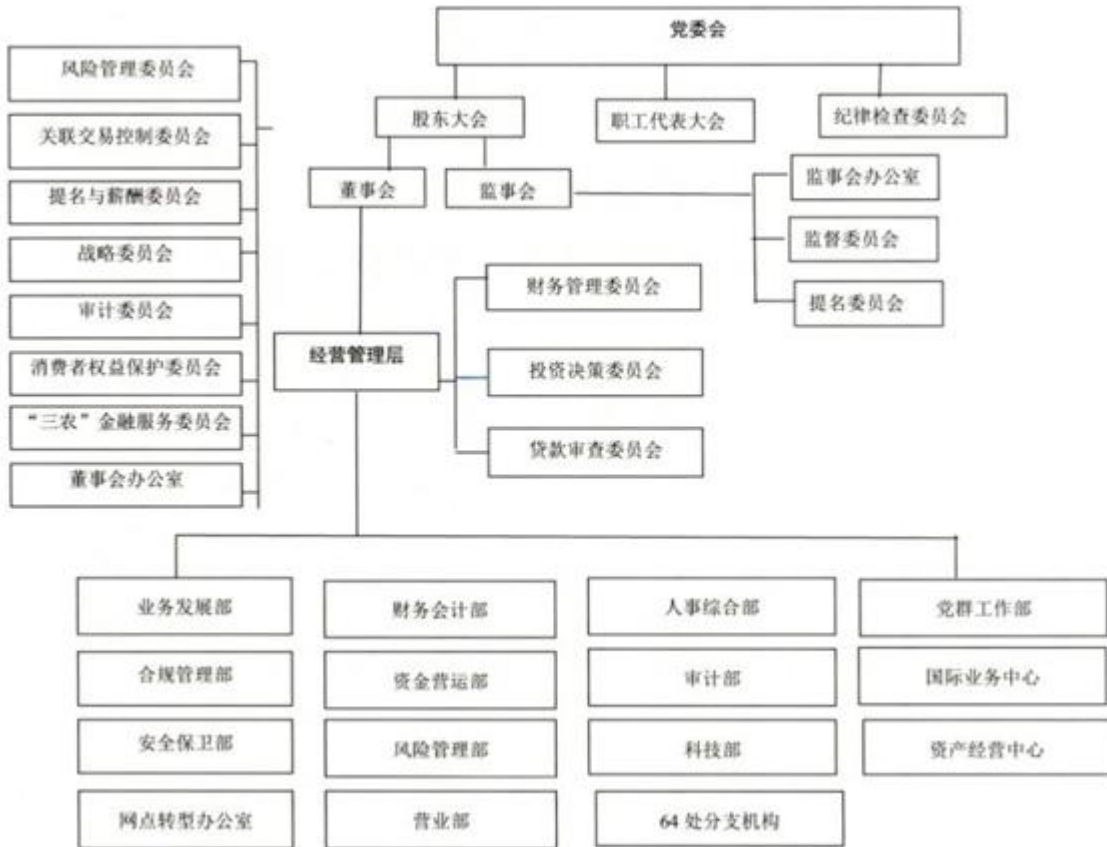 党委会
风险管理委员会
关联交易控制委员会
提名与薪酬委员会
战略委员会
审计委员会
消费者权益保护委员会
“三农”金融服务委员会
董事会办公室
股东大会
职工代表大会
纪律检查委员会
董事会
监事会
监事会办公室
监督委员会
提名委员会
经营管理层
财务管理委员会
投资决策委员会
贷款审查委员会
业务发展部
财务会计部
人事综合部
党群工作部
合规管理部
资金营运部
审计部
国际业务中心
安全保卫部
风险管理部
科技部
资产经营中心
网点转型办公室
营业部
64 处分支机构